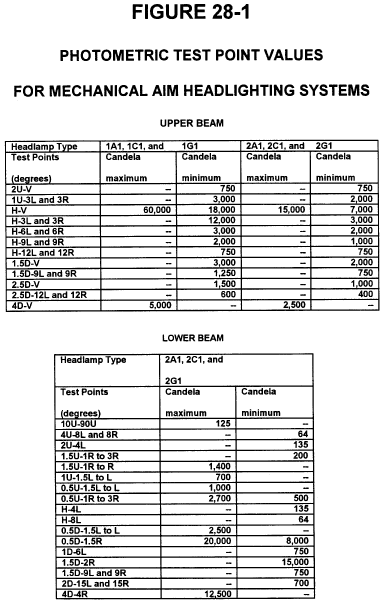 FIGURE 28-1
PHOTOMETRIC TEST POINT VALUES
FOR MECHANICAL AIM HEADLIGHTING SYSTEMS
UPPER BEAM
Headlamp Type 1A1, 1C1, and 1G1 2A1, 2C1, and 2G1
Test Points Candela Candela Candela Candela
(degrees) maximum minimum maximum minimum
2U-V -- 750 -- 750
1U-3L and 3R -- 3,000 -- 2,000
H-V 60,000 18,000 15,000 7,000
H-3L and 3R -- 12,000 -- 3,000
H-6L and 6R -- 3,000 -- 2,000
H-9L and 9R -- 2,000 -- 1,000
H-12L and 12R -- 750 -- 750
1.5D-V -- 3,000 -- 2,000
1.5D-9L and 9R -- 1,250 -- 750
2.5D-V -- 1,500 -- 1,000
2.5D-12L and 12R -- 600 -- 400
4D-V 5,000 -- 2,500 --
LOWER BEAM
Headlamp Type 2A1, 2C1, and
2G1
Test Points Candela Candela
(degrees) maximum minimum
10U-90U 125 --
4U-8L and 8R -- 64
2U-4L -- 135
1.5U-1R to 3R -- 200
1.5U-1R to R 1,400 --
1U-1.5L to L 700 --
0.5U-1.5L to L 1,000 --
0.5U-1R to 3R 2,700 500
H-4L -- 135
H-8L -- 64
0.5D-1.5L to L 2,500 --
0.5D-1.5R 20,000 8,000
1D-6L -- 750
1.5D-2R -- 15,000
1.5D-9L and 9R -- 750
2D-15L and 15R -- 700
4D-4R 12,500 --